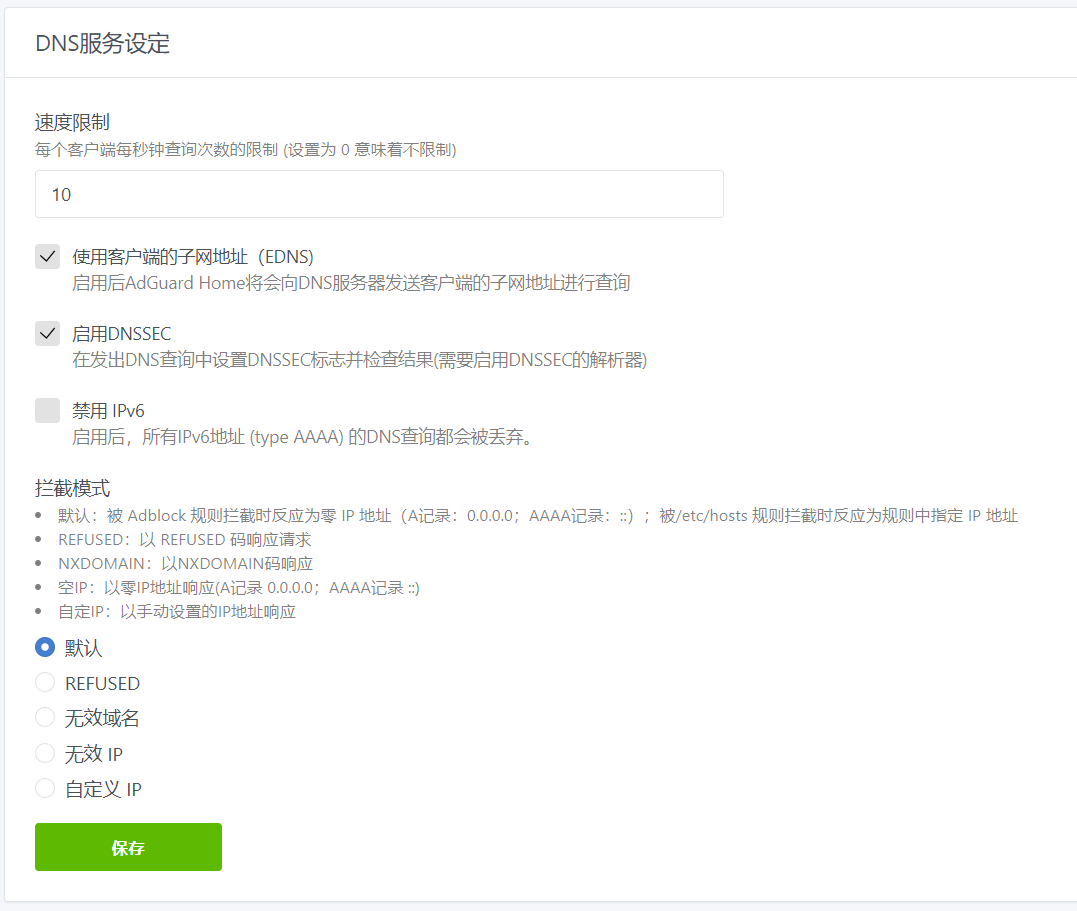 DNS服务设定
速度限制
每个客户端每秒钟查询次数的限制 (设置为 0 意味着不限制)
10
使用客户端的子网地址（EDNS)
启用后AdGuard Home将会向DNS服务器发送客户端的子网地址进行查询
启用DNSSEC
在发出DNS查询中设置DNSSEC标志并检查结果(需要启用DNSSEC的解析器)
禁用 IPv6
启用后，所有IPv6地址 (type AAAA) 的DNS查询都会被丢弃。
拦截模式
• 默认：被 Adblock 规则拦截时反应为零 IP 地址（A记录：0.0.0.0；AAAA记录：::）；被/etc/hosts 规则拦截时反应为规则中指定 IP 地址
• REFUSED：以 REFUSED 码响应请求
• NXDOMAIN：以NXDOMAIN码响应
• 空IP：以零IP地址响应(A记录 0.0.0.0；AAAA记录 ::)
• 自定IP：以手动设置的IP地址响应
默认
REFUSED
无效域名
无效 IP
自定义 IP
保存